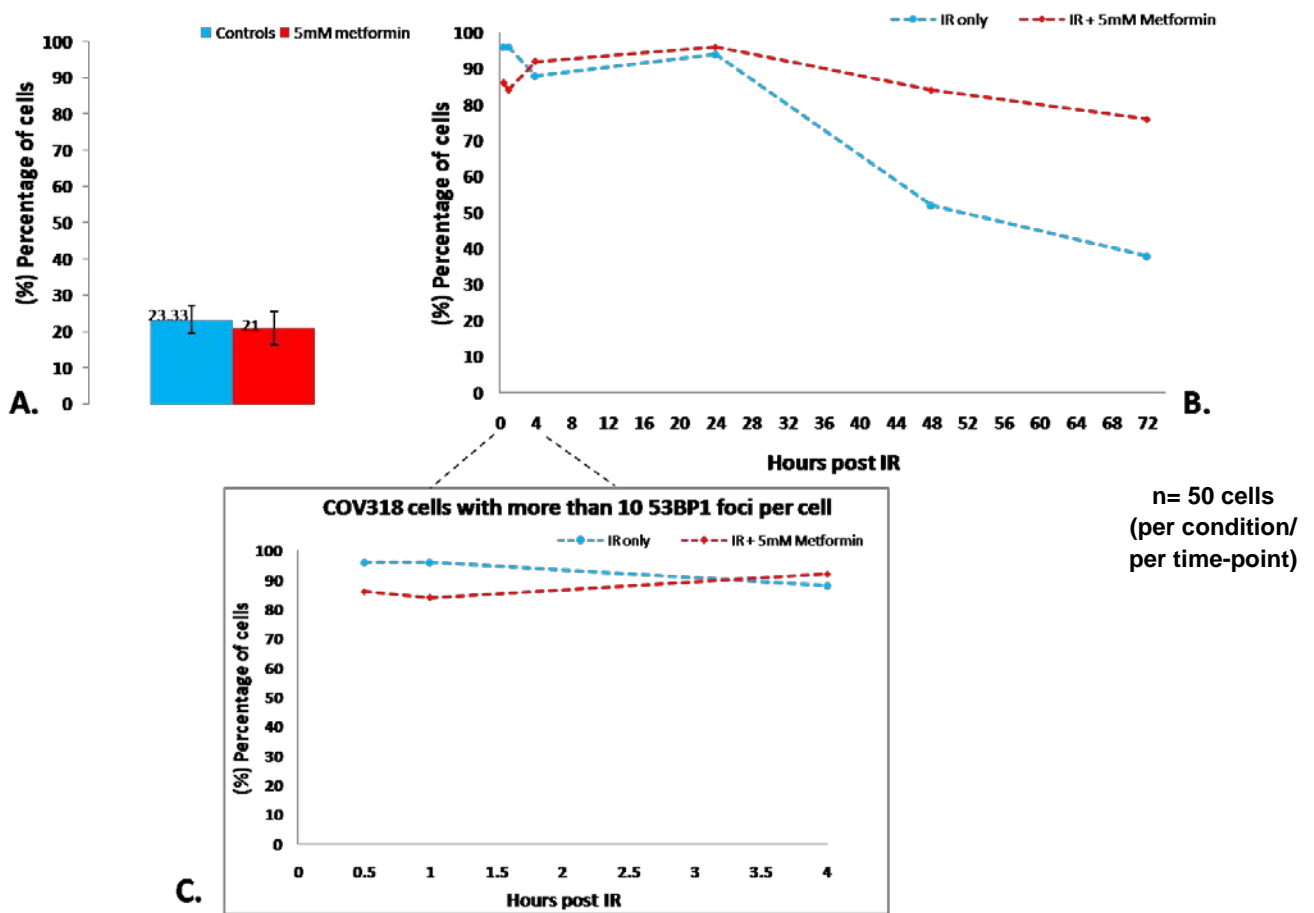 Controls 5mM metformin
(%) Percentage of cells
100
90
80
70
60
50
40
30
20
10
0
23.33
21
A.
IR only IR + 5mM Metformin
(%) Percentage of cells
100
90
80
70
60
50
40
30
20
10
0
0 4 8 12 16 20 24 28 32 36 40 44 48 52 56 60 64 68 72
Hours post IR
B.
COV318 cells with more than 10 53BP1 foci per cell
IR only IR + 5mM Metformin
(%) Percentage of cells
100
90
80
70
60
50
40
30
20
10
0
0 0.5 1 1.5 2 2.5 3 3.5 4
Hours post IR
C.
n= 50 cells
(per condition/
per time-point)